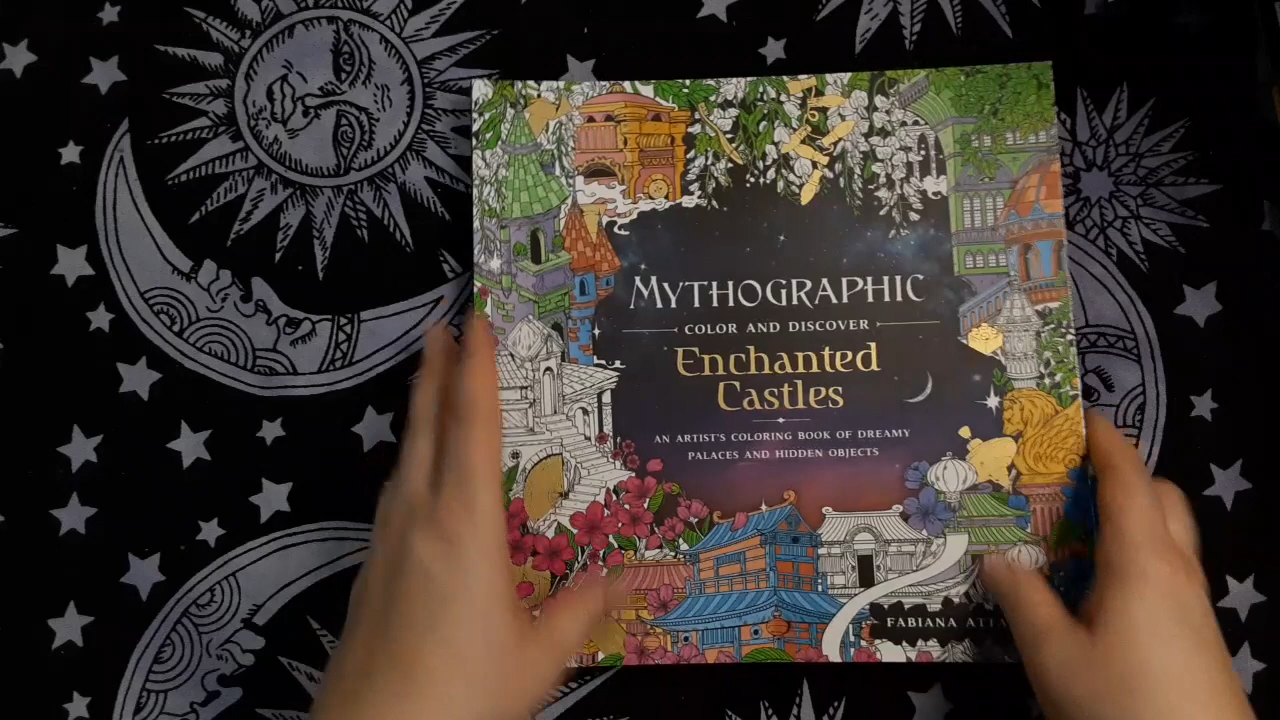 MYTHOGRAPHIC
COLOR AND DISCOVER
Enchanted
Castles
AN ARTIST'S COLORING BOOK OF DREAMY
PALACES AND HIDDEN OBJECTS
FABIANA